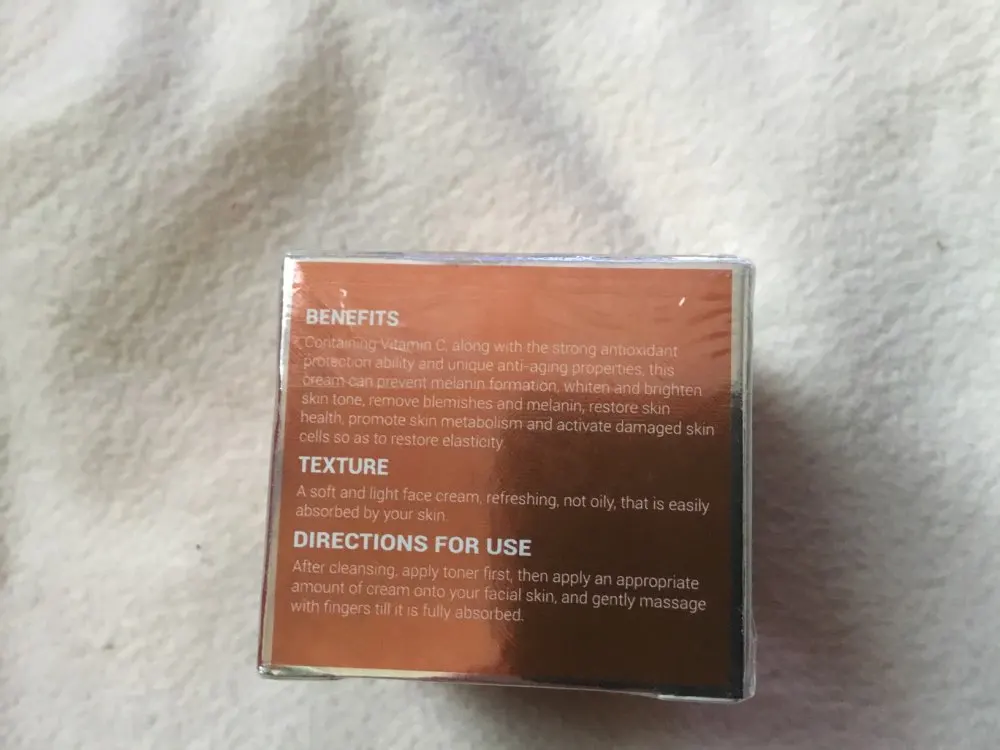 BENEFITS
Containing Vitamin C, along with the strong antioxidant
protection ability and unique anti-aging properties, this
cream can prevent melanin formation, whiten and brighten
skin tone, remove blemishes and melanin, restore skin
health, promote skin metabolism and activate damaged skin
cells so as to restore elasticity.
TEXTURE
A soft and light face cream, refreshing, not oily, that is easily
absorbed by your skin.
DIRECTIONS FOR USE
After cleansing, apply toner first, then apply an appropriate
amount of cream onto your facial skin, and gently massage
with fingers till it is fully absorbed.